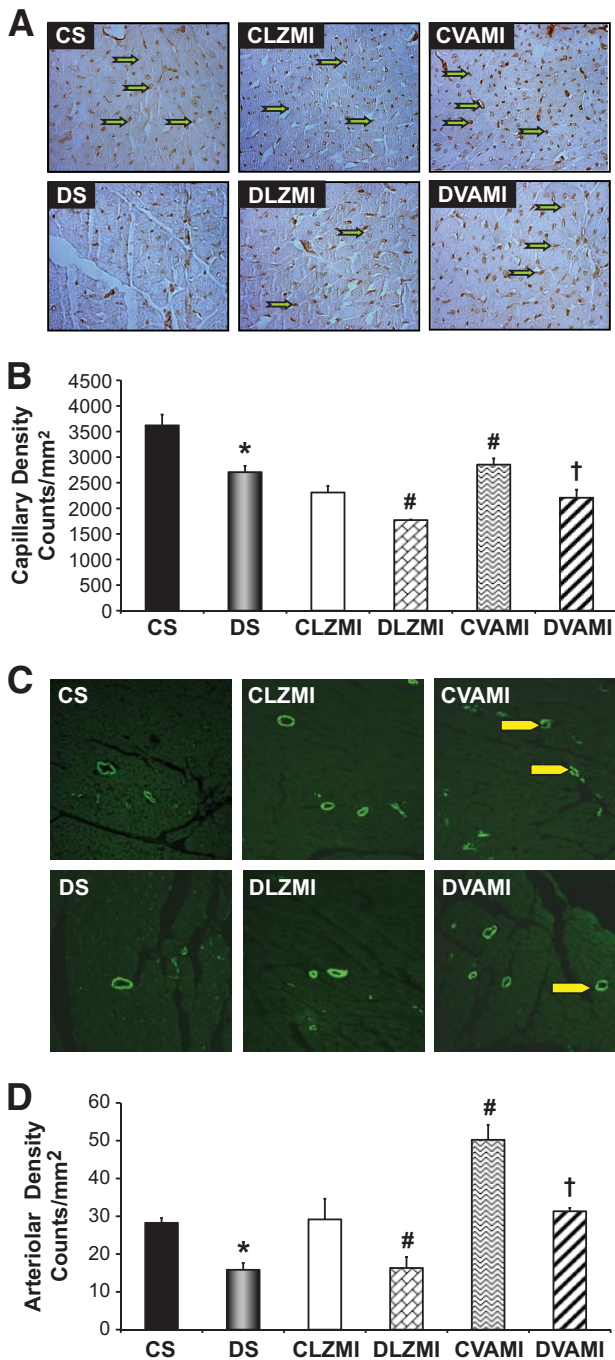 A
CS CLZMI CVAMI
DS DLZMI DVAMI
B
Capillary Density
Counts/mm²
4500
4000
3500
3000
2500
2000
1500
1000
500
0
* # # †
CS DS CLZMI DLZMI CVAMI DVAMI
C
CS CLZMI CVAMI
DS DLZMI DVAMI
D
Arteriolar Density
Counts/mm²
60
50
40
30
20
10
0
* # # †
CS DS CLZMI DLZMI CVAMI DVAMI